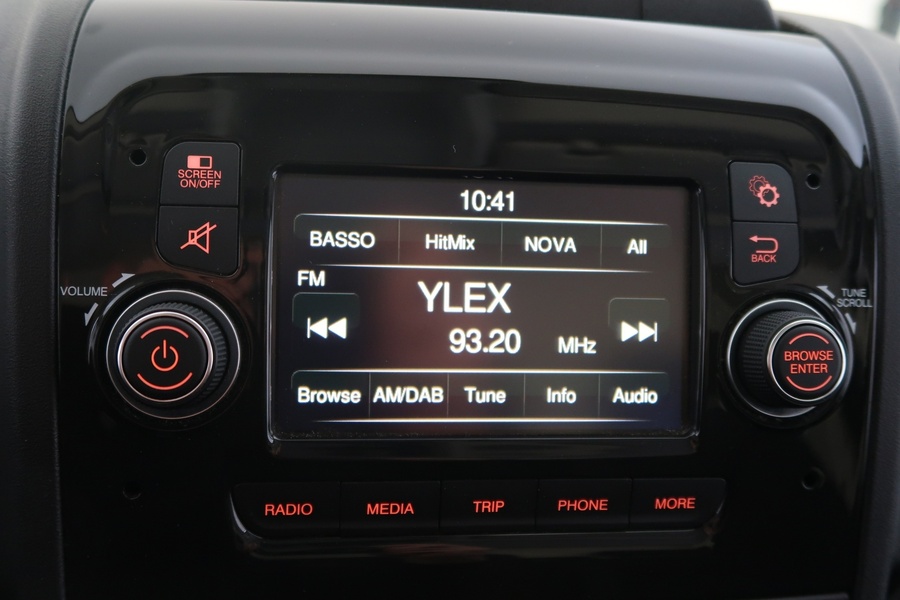 SCREEN
ON/OFF
VOLUME
10:41
BASSO HitMix NOVA All
FM
YLEX
93.20 MHz
Browse AM/DAB Tune Info Audio
BACK
TUNE
SCROLL
BROWSE
ENTER
RADIO MEDIA TRIP PHONE MORE